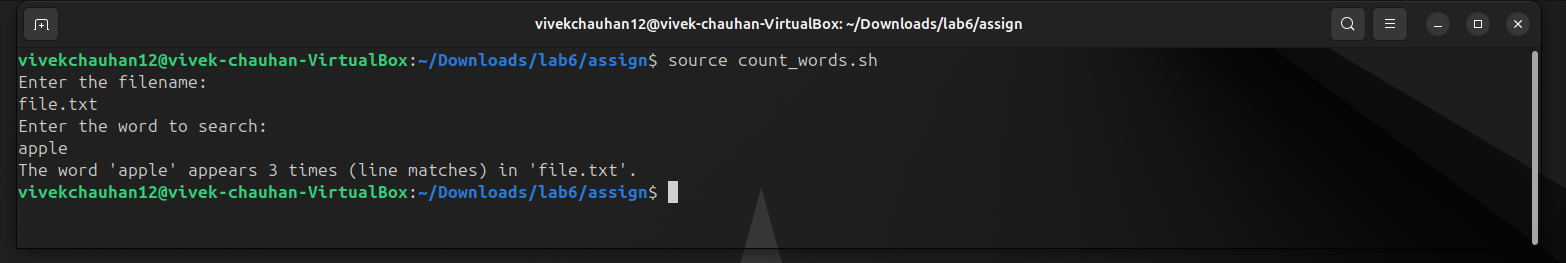 vivekchauhan12@vivek-chauhan-VirtualBox: ~/Downloads/lab6/assign
vivekchauhan12@vivek-chauhan-VirtualBox:~/Downloads/lab6/assign$ source count_words.sh
Enter the filename:
file.txt
Enter the word to search:
apple
The word 'apple' appears 3 times (line matches) in 'file.txt'.
vivekchauhan12@vivek-chauhan-VirtualBox:~/Downloads/lab6/assign$